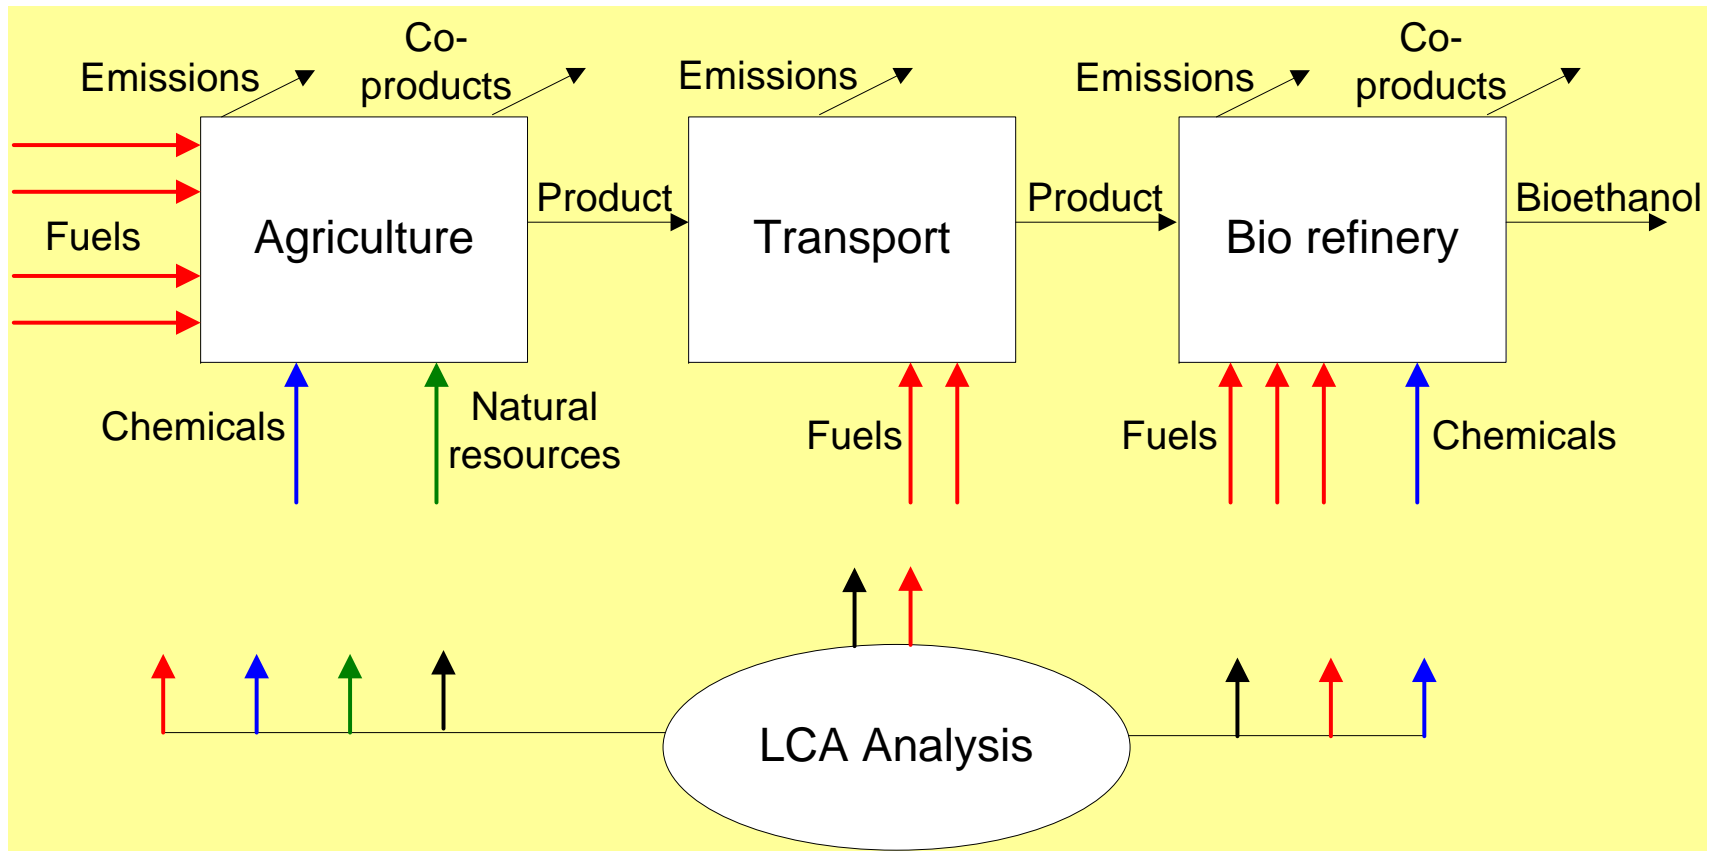 Emissions
Co-
products
Emissions
Emissions
Co-
products
Fuels
Agriculture
Product
Transport
Product
Bio refinery
Bioethanol
Chemicals
Natural
resources
Fuels
Fuels
Chemicals
LCA Analysis